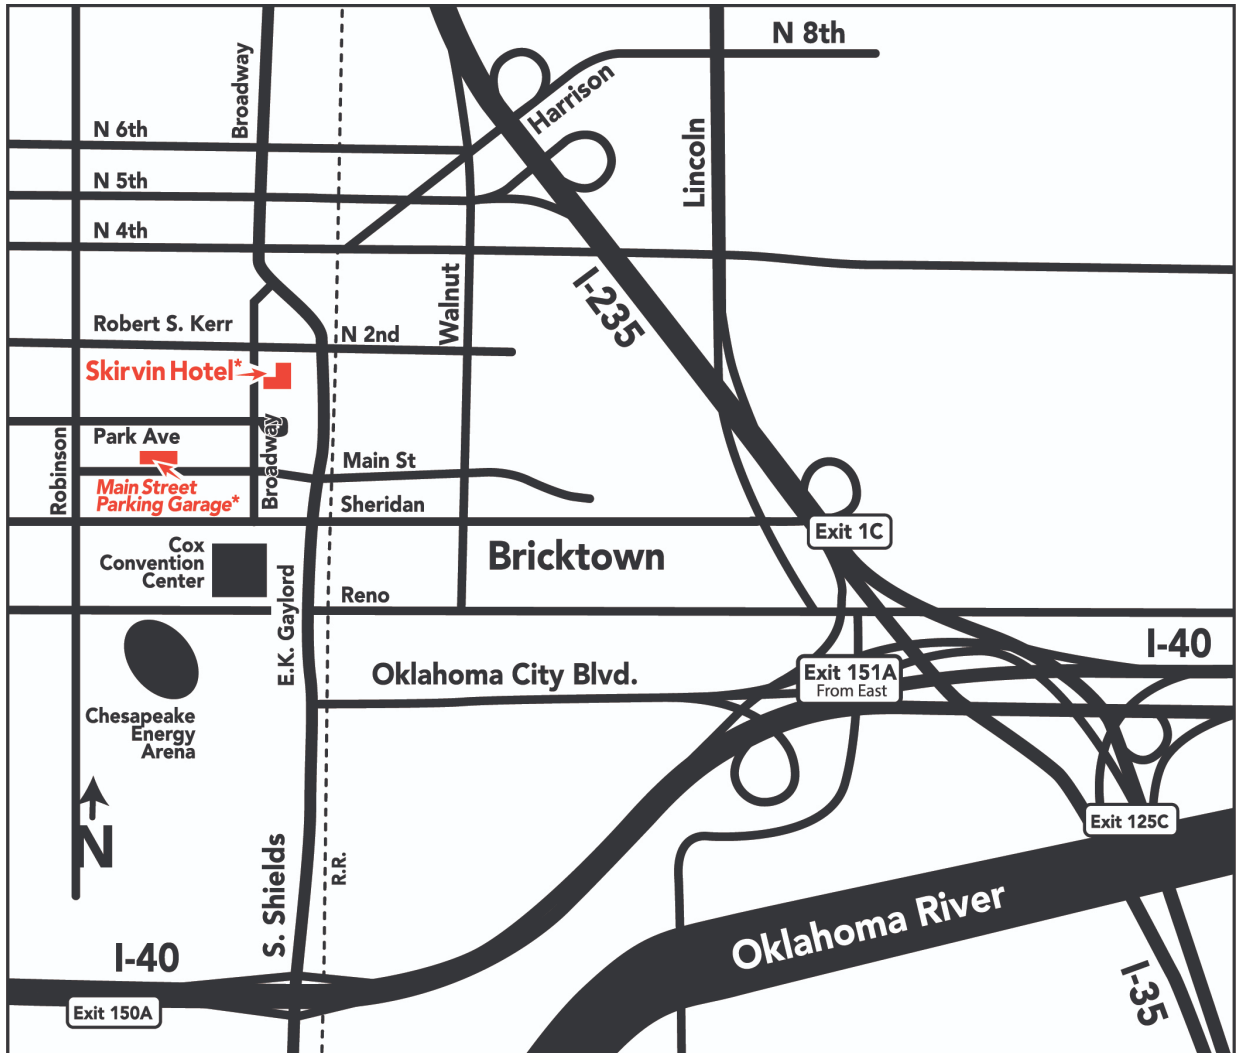 N 8th
Broadway
Harrison
N 6th
Lincoln
N 5th
N 4th
I-235
Walnut
Robert S. Kerr
N 2nd
Skirvin Hotel*
Park Ave
Broadway
Robinson
Main St
Main Street
Parking Garage*
Sheridan
Exit 1C
Cox
Convention
Center
Bricktown
E.K. Gaylord
Reno
I-40
Oklahoma City Blvd.
Exit 151A
From East
Chesapeake
Energy
Arena
N
Exit 125C
S. Shields
R.R.
Oklahoma River
I-40
I-35
Exit 150A